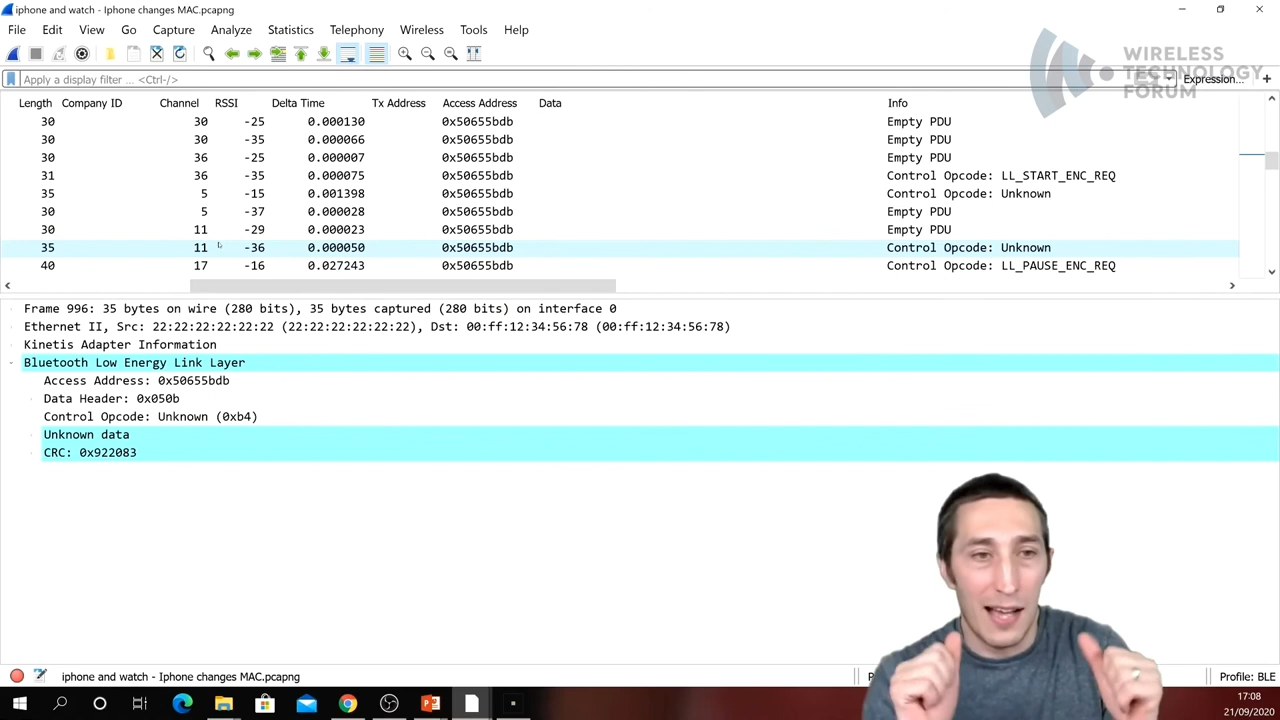 iphone and watch - Iphone changes MAC.pcapng
File Edit View Go Capture Analyze Statistics Telephony Wireless Tools Help
Apply a display filter ... <Ctrl-/>
Expression...
WIRELESS
TECHNOLOGY
FORUM
Length Company ID Channel RSSI Delta Time Tx Address Access Address Data Info
30 30 -25 0.000130 0x50655bdb Empty PDU
30 30 -35 0.000066 0x50655bdb Empty PDU
30 36 -25 0.000007 0x50655bdb Empty PDU
31 36 -35 0.000075 0x50655bdb Control Opcode: LL_START_ENC_REQ
35 5 -15 0.001398 0x50655bdb Control Opcode: Unknown
30 5 -37 0.000028 0x50655bdb Empty PDU
30 11 -29 0.000023 0x50655bdb Empty PDU
35 11 -36 0.000050 0x50655bdb Control Opcode: Unknown
40 17 -16 0.027243 0x50655bdb Control Opcode: LL_PAUSE_ENC_REQ
Frame 996: 35 bytes on wire (280 bits), 35 bytes captured (280 bits) on interface 0
Ethernet II, Src: 22:22:22:22:22:22 (22:22:22:22:22:22), Dst: 00:ff:12:34:56:78 (00:ff:12:34:56:78)
Kinetis Adapter Information
Bluetooth Low Energy Link Layer
Access Address: 0x50655bdb
Data Header: 0x050b
Control Opcode: Unknown (0xb4)
Unknown data
CRC: 0x922083
iphone and watch - Iphone changes MAC.pcapng
Profile: BLE
17:08
21/09/2020